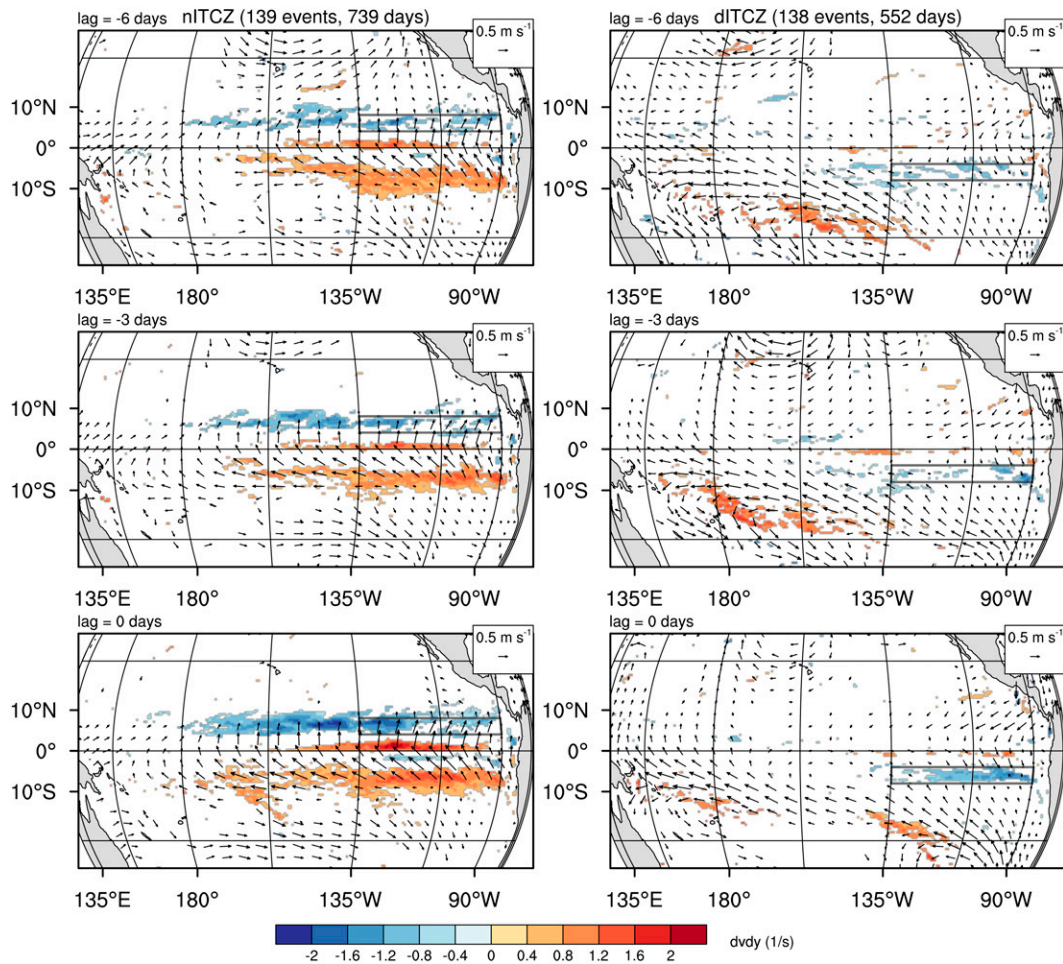 nITCZ (139 events, 739 days)
lag = -6 days
0.5 m s-1
10°N
0°
10°S
135°E 180° 135°W 90°W
dITCZ (138 events, 552 days)
lag = -6 days
0.5 m s-1
10°N
0°
10°S
135°E 180° 135°W 90°W
lag = -3 days
0.5 m s-1
10°N
0°
10°S
135°E 180° 135°W 90°W
lag = -3 days
0.5 m s-1
10°N
0°
10°S
135°E 180° 135°W 90°W
lag = 0 days
0.5 m s-1
10°N
0°
10°S
135°E 180° 135°W 90°W
lag = 0 days
0.5 m s-1
10°N
0°
10°S
135°E 180° 135°W 90°W
-2 -1.6 -1.2 -0.8 -0.4 0 0.4 0.8 1.2 1.6 2
dvdy (1/s)